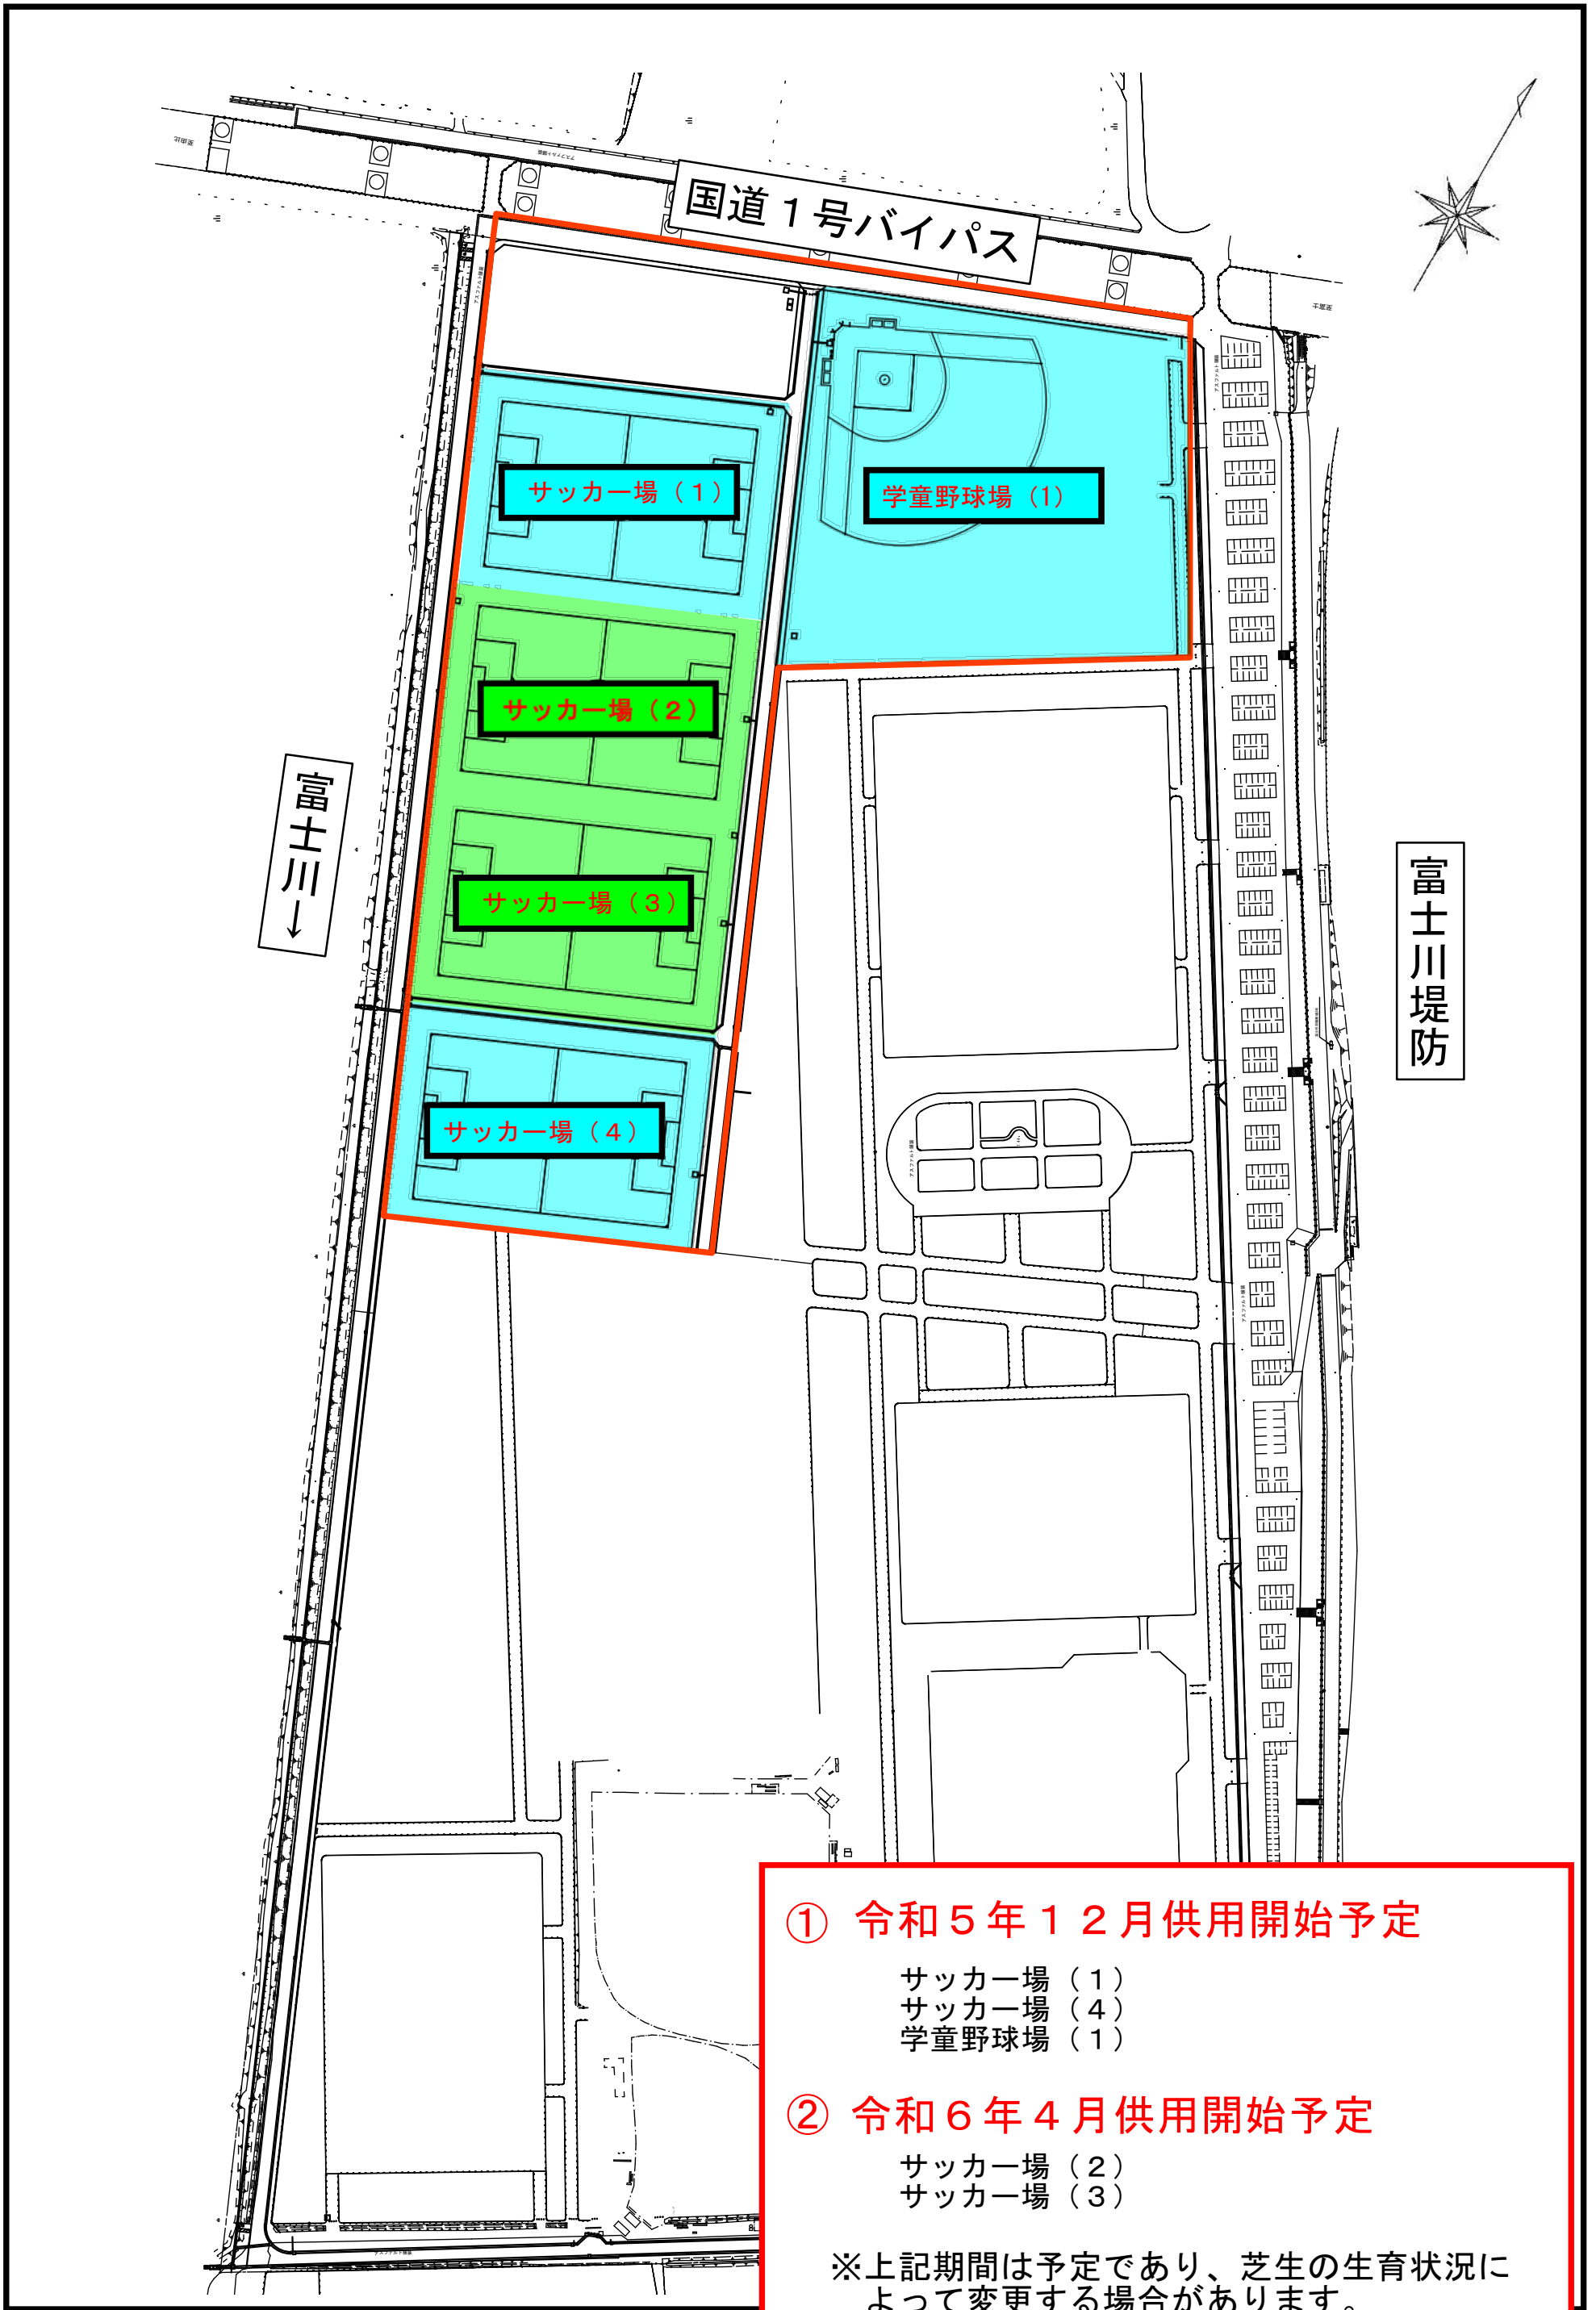 国道１号バイパス
サッカー場（１）
学童野球場（1）
サッカー場（２）
サッカー場（３）
サッカー場（４）
富士川↓
富士川堤防
① 令和５年１２月供用開始予定
サッカー場（１）
サッカー場（４）
学童野球場（１）
② 令和６年４月供用開始予定
サッカー場（２）
サッカー場（３）
※上記期間は予定であり、芝生の生育状況に
よって変更する場合があります。